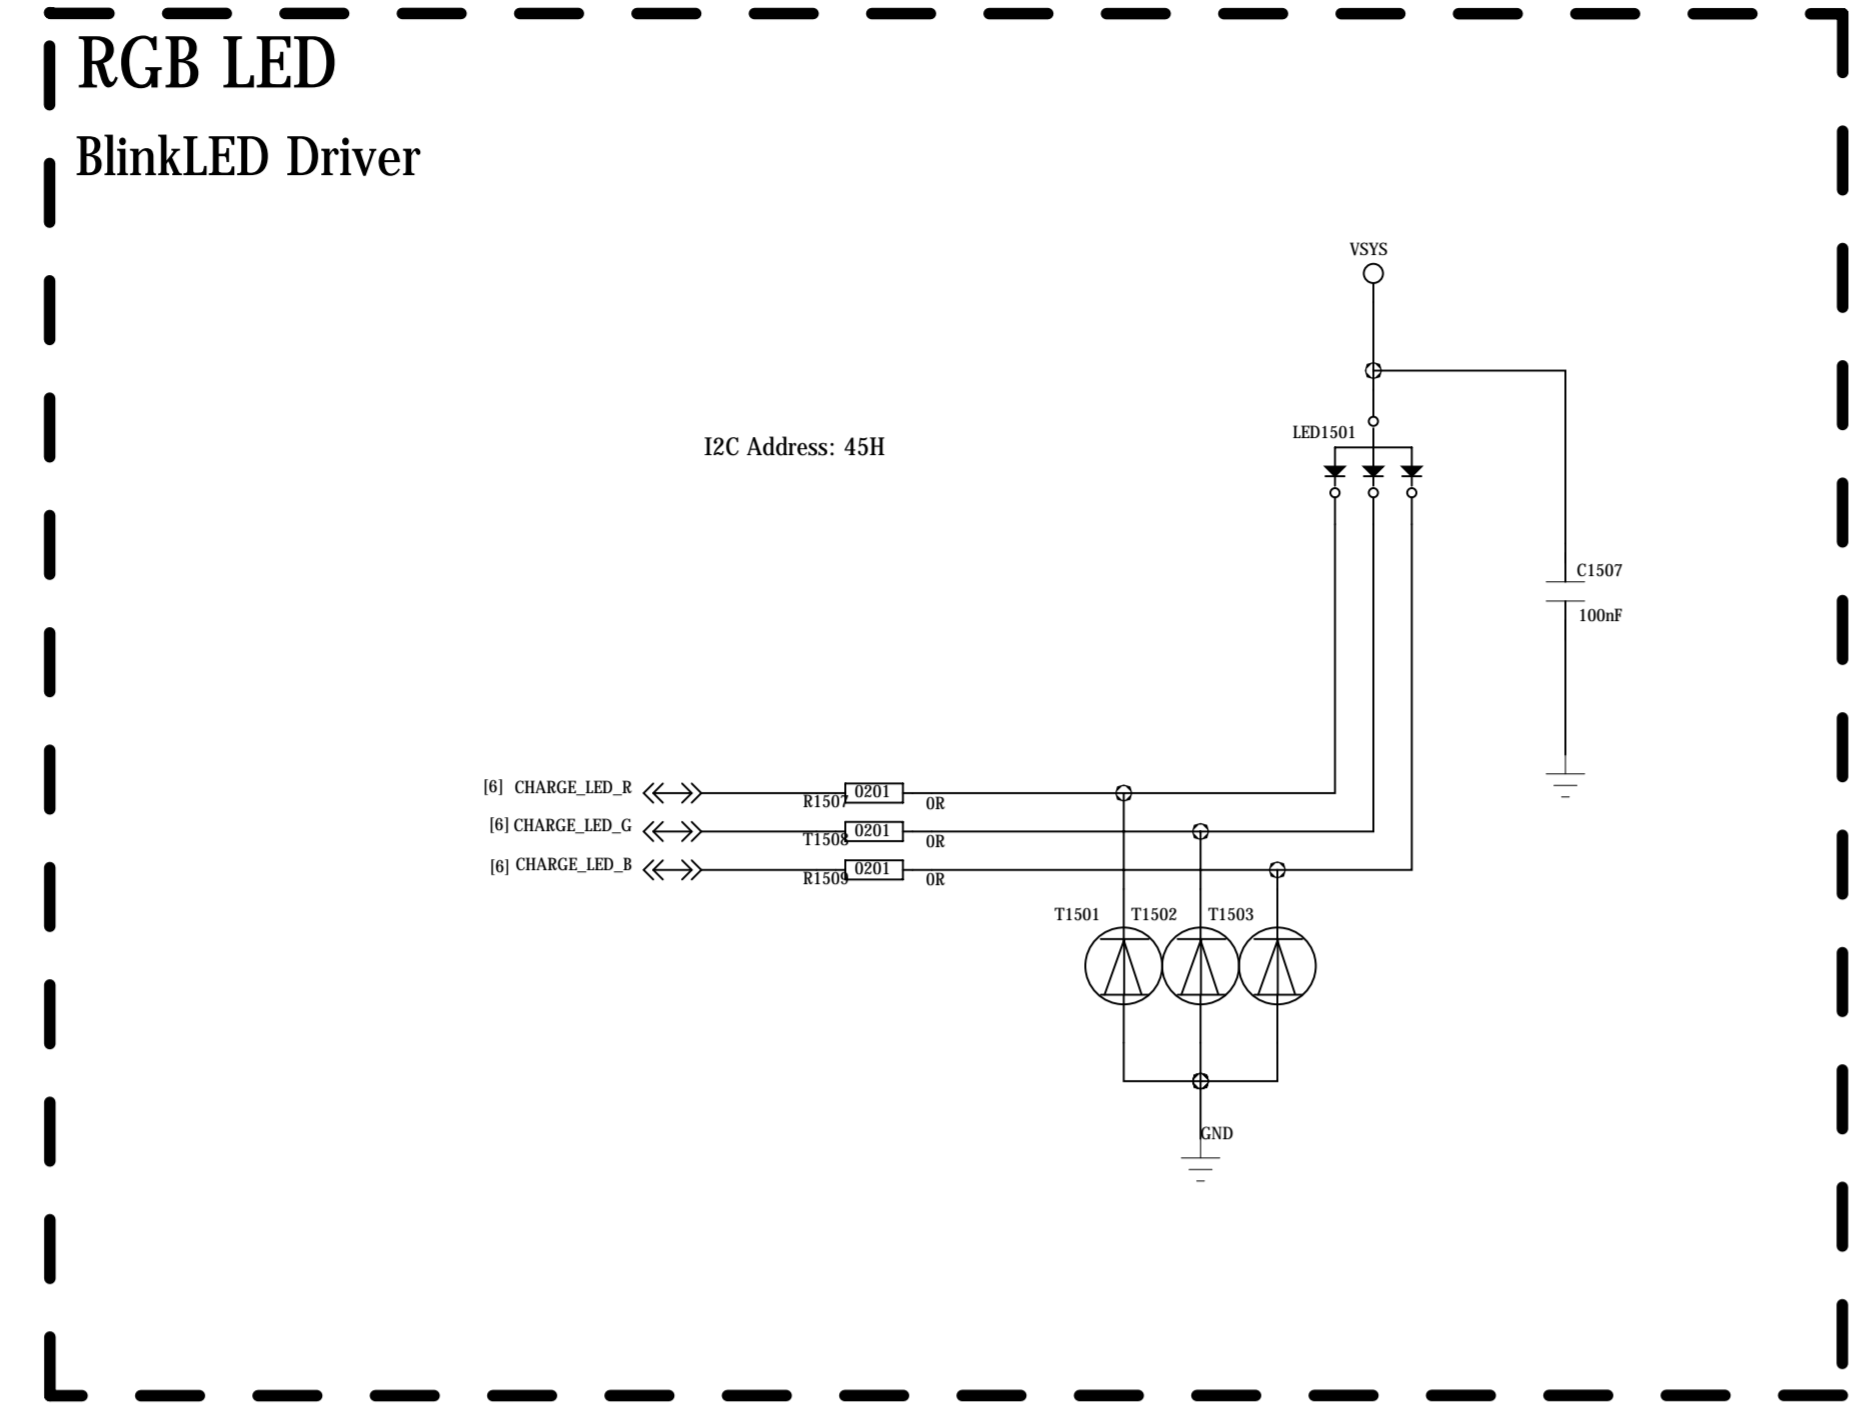 RGB LED
BlinkLED Driver
VSYS
LED1501
I2C Address: 45H
C1507
100nF
[6] CHARGE_LED_R
R1507 0201 0R
[6] CHARGE_LED_G
T1508 0201 0R
[6] CHARGE_LED_B
R1509 0201 0R
T1501 T1502 T1503
GND